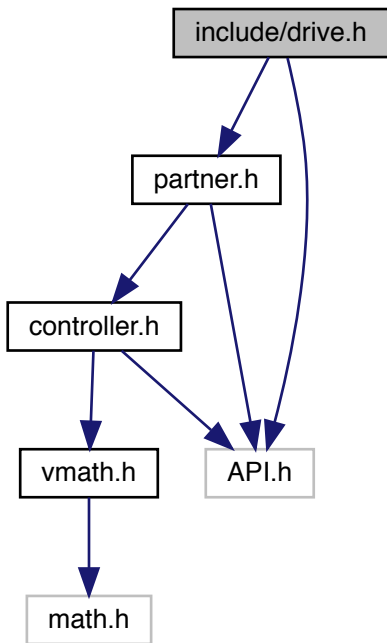 include/drive.h
partner.h
controller.h
vmath.h
API.h
math.h